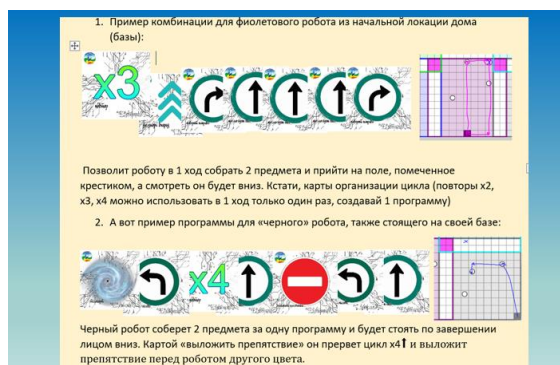 1. Пример комбинации для фиолетового робота из начальной локации дома
(базы):
x3
Позволит роботу в 1 ход собрать 2 предмета и прийти на поле, помеченное
крестиком, а смотреть он будет вниз. Кстати, карты организации цикла (повторы х2,
х3, х4 можно использовать в 1 ход только один раз, создавай 1 программу)
2. А вот пример программы для «черного» робота, также стоящего на своей базе:
x4
Черный робот соберет 2 предмета за одну программу и будет стоять по завершении
лицом вниз. Картой «выложить препятствие» он прервет цикл х4⬆ и выложит
препятствие перед роботом другого цвета.